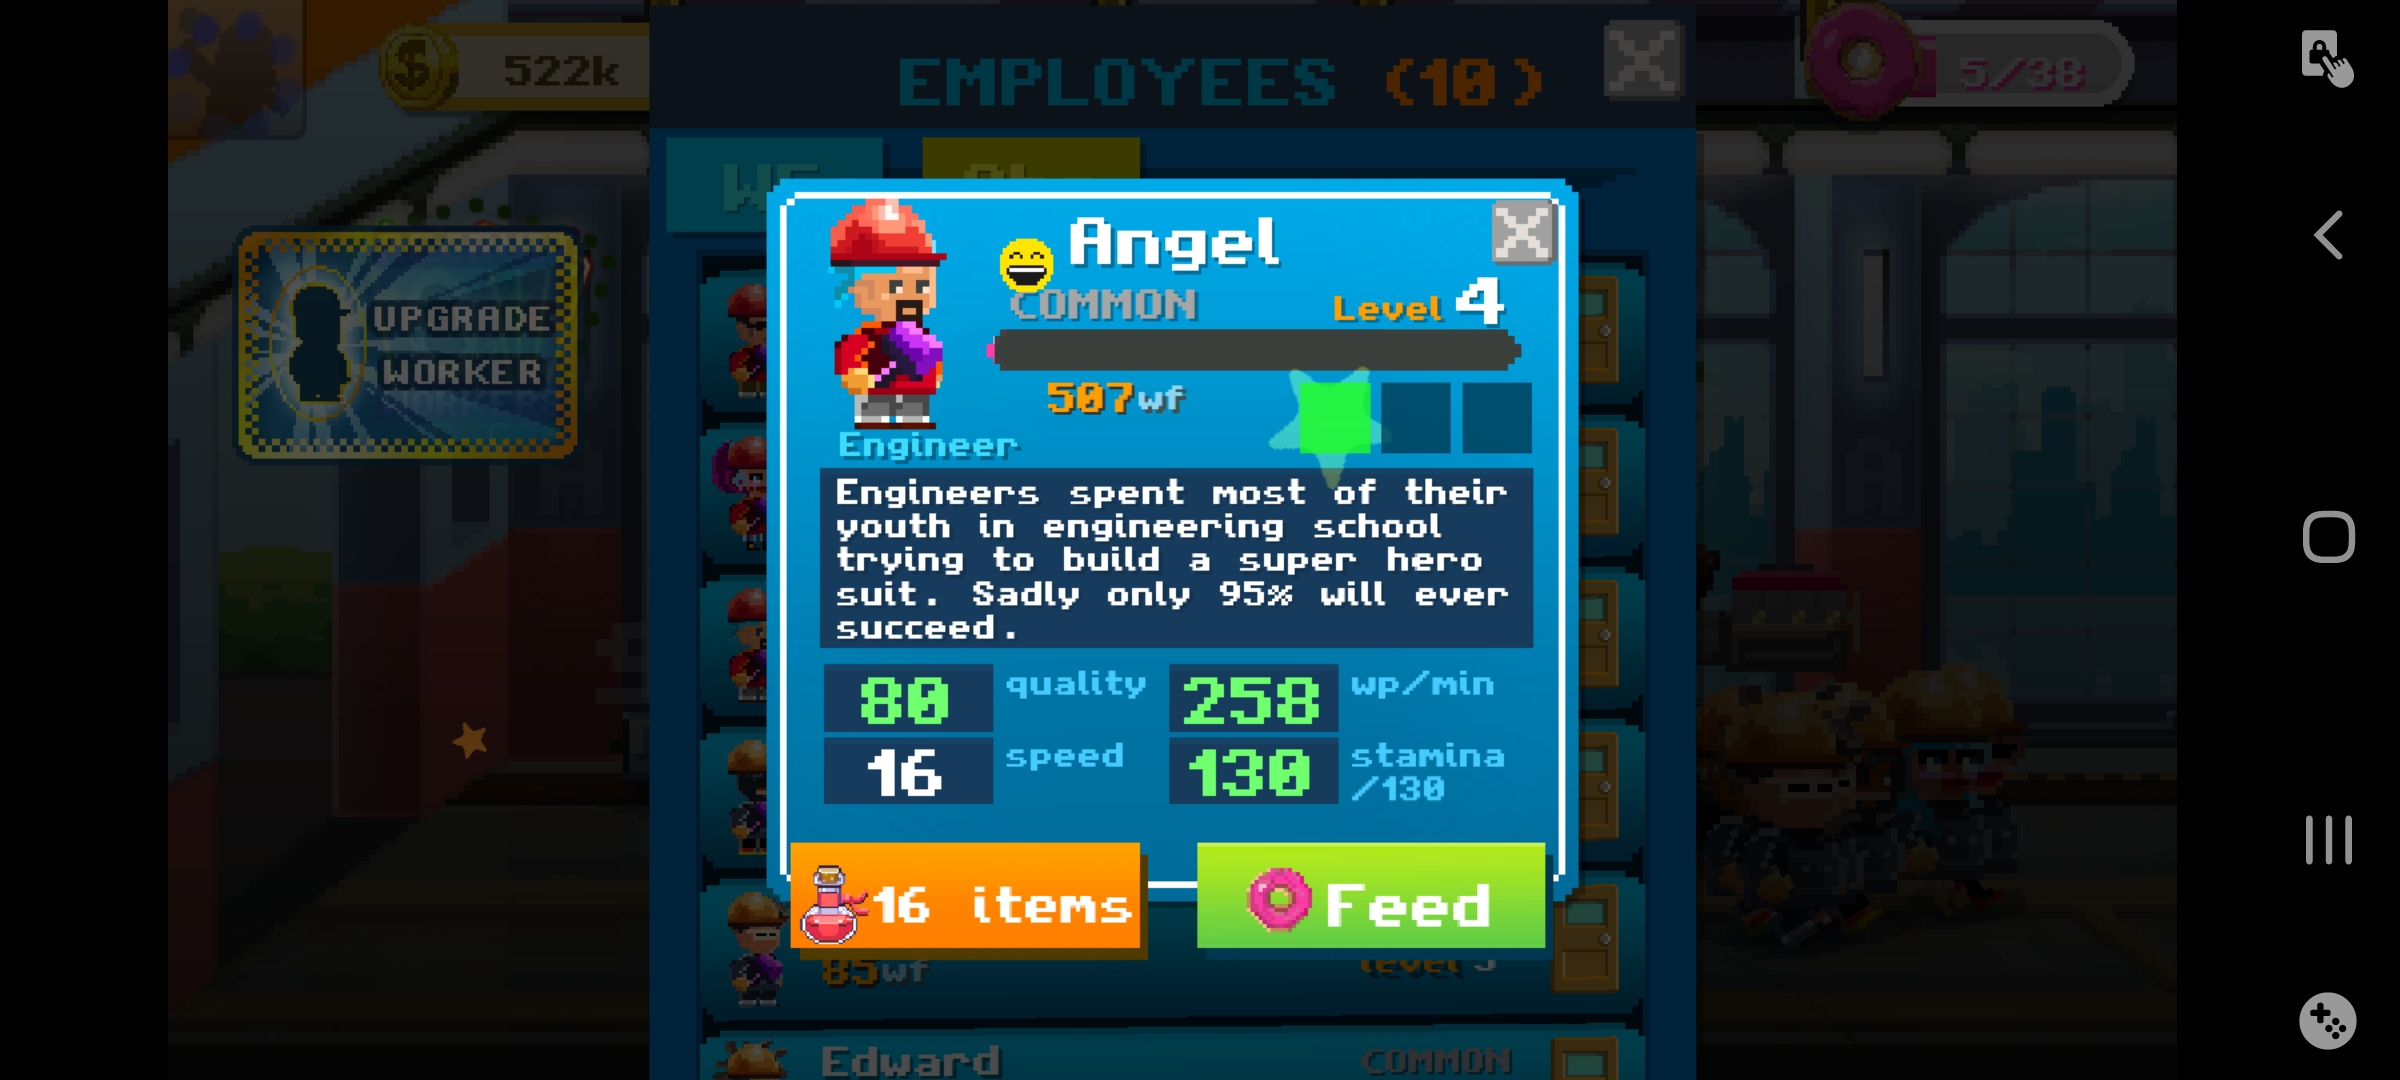 522k
EMPLOYEES (10)
5/38
UPGRADE
WORKER
Angel
COMMON
Level 4
507wf
Engineer
Engineers spent most of their
youth in engineering school
trying to build a super hero
suit. Sadly only 95% will ever
succeed.
80 quality
258 wp/min
16 speed
130 stamina
/130
16 items
Feed
85wf
level
Edward
COMMON